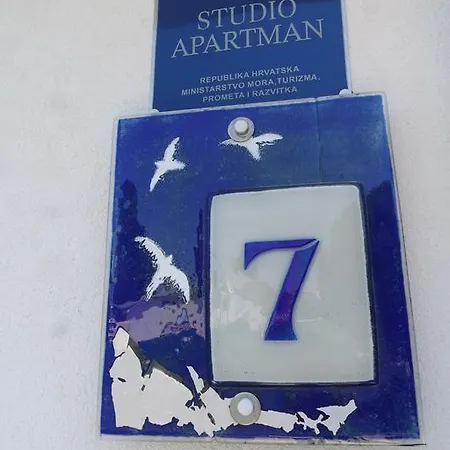 STUDIO
APARTMAN
REPUBLIKA HRVATSKA
MINISTARSTVO MORA,TURIZMA,
PROMETA I RAZVITKA
7